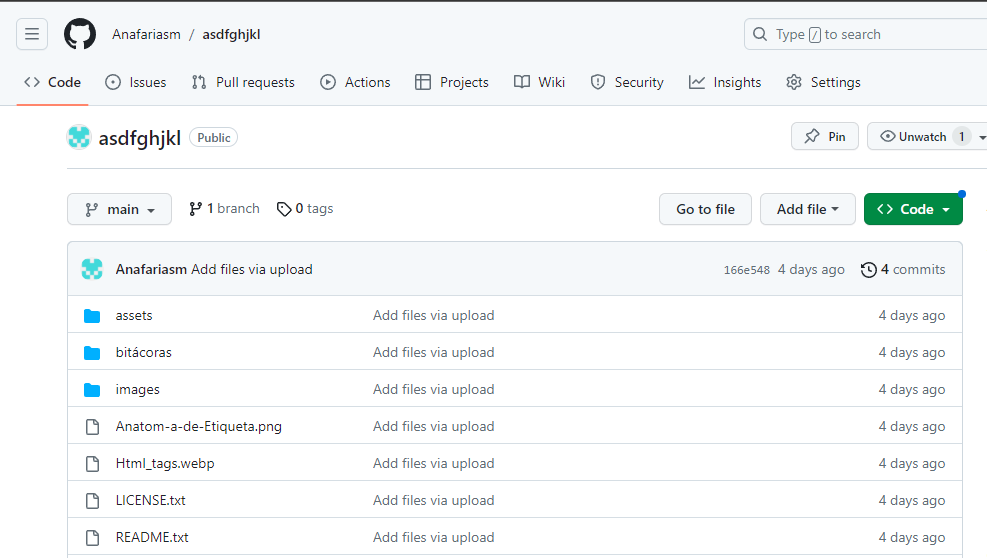 Anafariasm / asdfghjkl
Type / to search
Code Issues Pull requests Actions Projects Wiki Security Insights Settings
asdfghjkl Public Pin Unwatch 1
main 1 branch 0 tags Go to file Add file Code
Anafariasm Add files via upload 166e548 4 days ago 4 commits
assets Add files via upload 4 days ago
bitácoras Add files via upload 4 days ago
images Add files via upload 4 days ago
Anatom-a-de-Etiqueta.png Add files via upload 4 days ago
Html_tags.webp Add files via upload 4 days ago
LICENSE.txt Add files via upload 4 days ago
README.txt Add files via upload 4 days ago